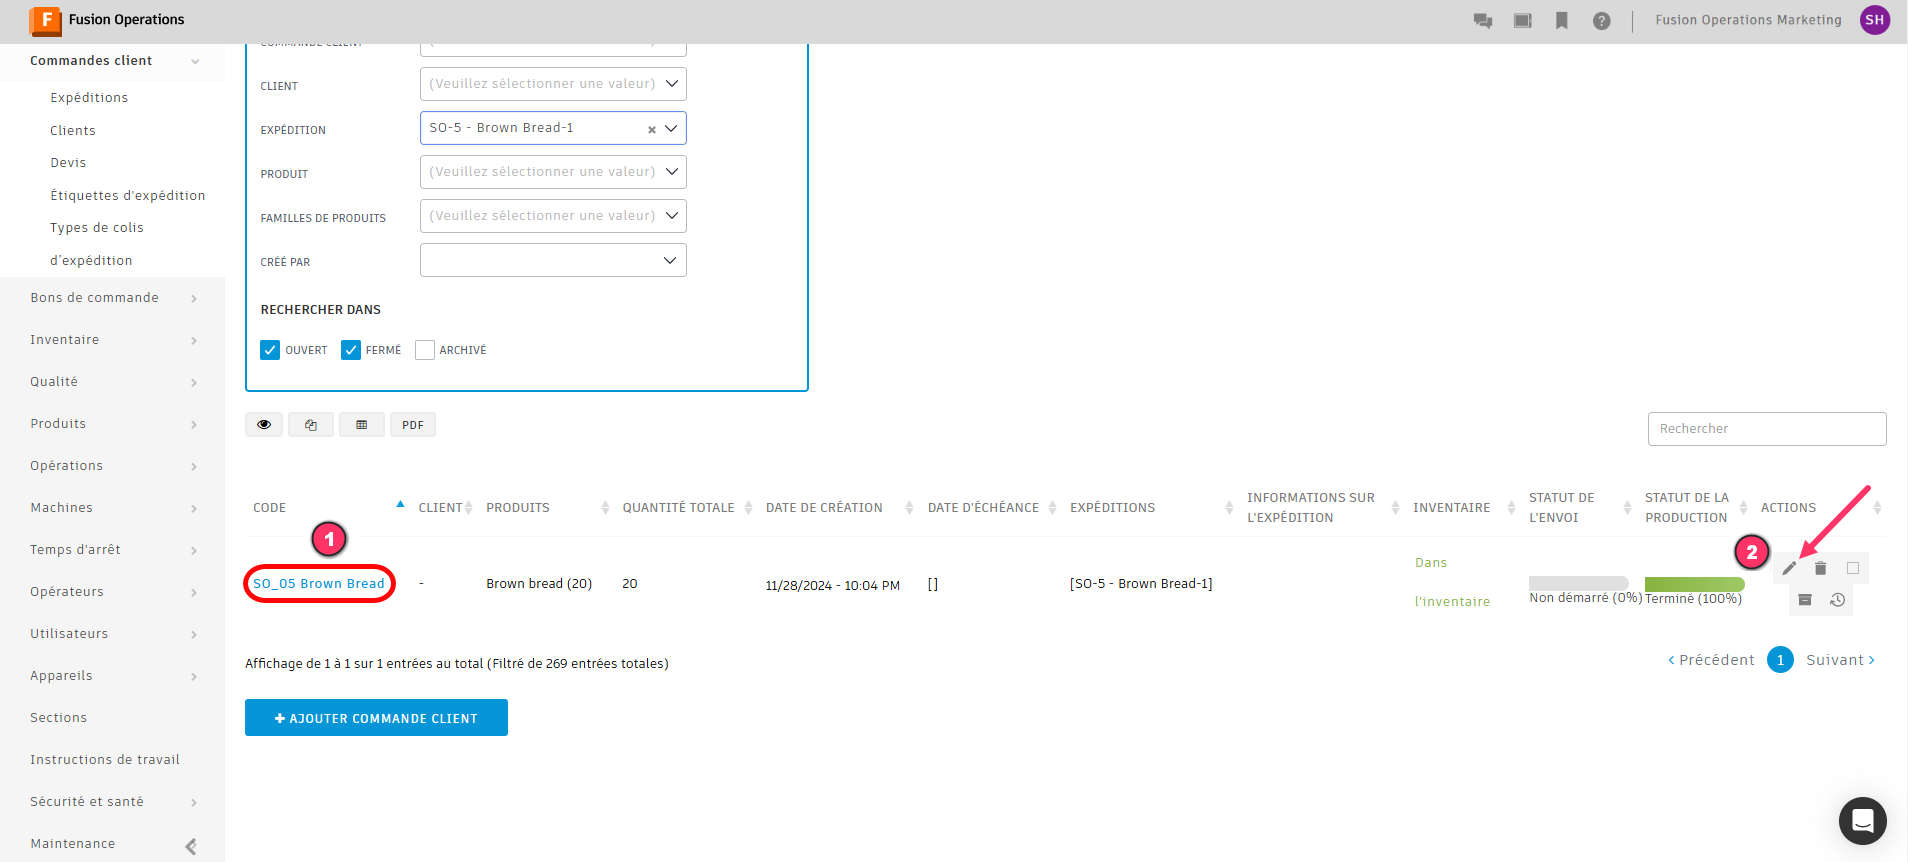 F Fusion Operations
Fusion Operations Marketing SH
Commandes client
Expéditions
Clients
Devis
Étiquettes d'expédition
Types de colis
d'expédition
Bons de commande
Inventaire
Qualité
Produits
Opérations
Machines
Temps d'arrêt
Opérateurs
Utilisateurs
Appareils
Sections
Instructions de travail
Sécurité et santé
Maintenance
COMMANDE CLIENT
CLIENT (Veuillez sélectionner une valeur)
EXPÉDITION SO-5 - Brown Bread-1 ×
PRODUIT (Veuillez sélectionner une valeur)
FAMILLES DE PRODUITS (Veuillez sélectionner une valeur)
CRÉÉ PAR
RECHERCHER DANS
OUVERT FERMÉ ARCHIVÉ
PDF
Rechercher
CODE CLIENT PRODUITS QUANTITÉ TOTALE DATE DE CRÉATION DATE D'ÉCHÉANCE EXPÉDITIONS INFORMATIONS SUR L'EXPÉDITION INVENTAIRE STATUT DE L'ENVOI STATUT DE LA PRODUCTION ACTIONS
1
2
SO_05 Brown Bread - Brown bread (20) 20 11/28/2024 - 10:04 PM [] [SO-5 - Brown Bread-1] Dans l'inventaire Non démarré (0%) Terminé (100%)
Affichage de 1 à 1 sur 1 entrées au total (Filtré de 269 entrées totales)
‹ Précédent 1 Suivant ›
+ AJOUTER COMMANDE CLIENT